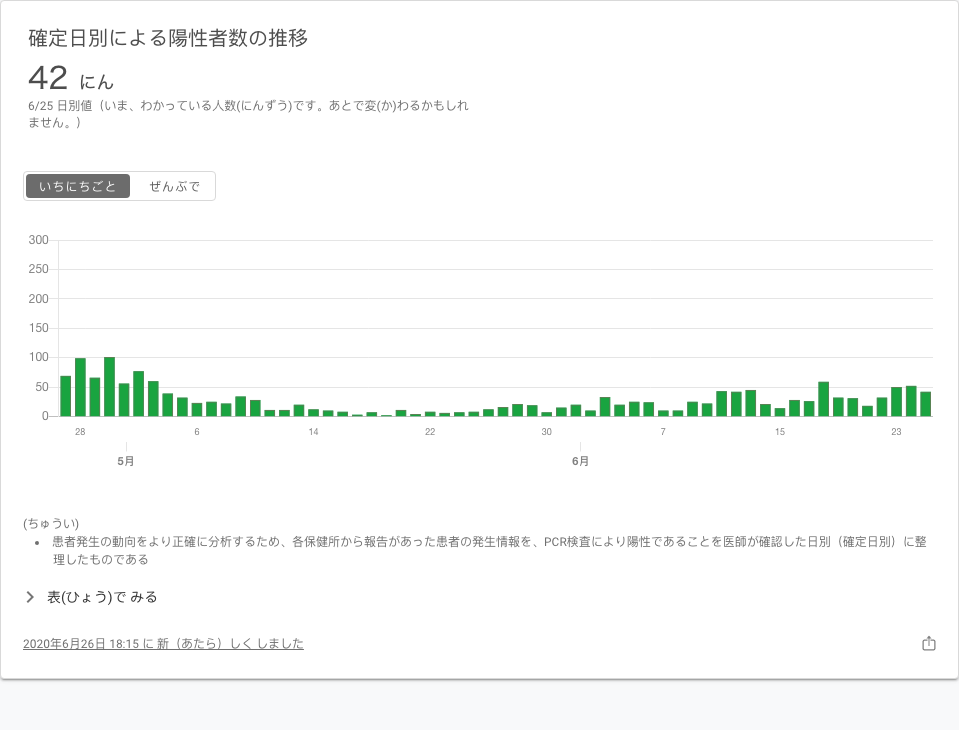 確定日別による陽性者数の推移
42 にん
6/25 日別値（いま、わかっている人数(にんずう)です。あとで変(か)わるかもしれ
ません。）
いちにちごと ぜんぶで
300
250
200
150
100
50
0
28 6 14 22 30 7 15 23
5月 6月
(ちゅうい)
• 患者発生の動向をより正確に分析するため、各保健所から報告があった患者の発生情報を、PCR検査により陽性であることを医師が確認した日別（確定日別）に整
理したものである
表(ひょう)で みる
2020年6月26日 18:15 に 新（あたら）しく しました